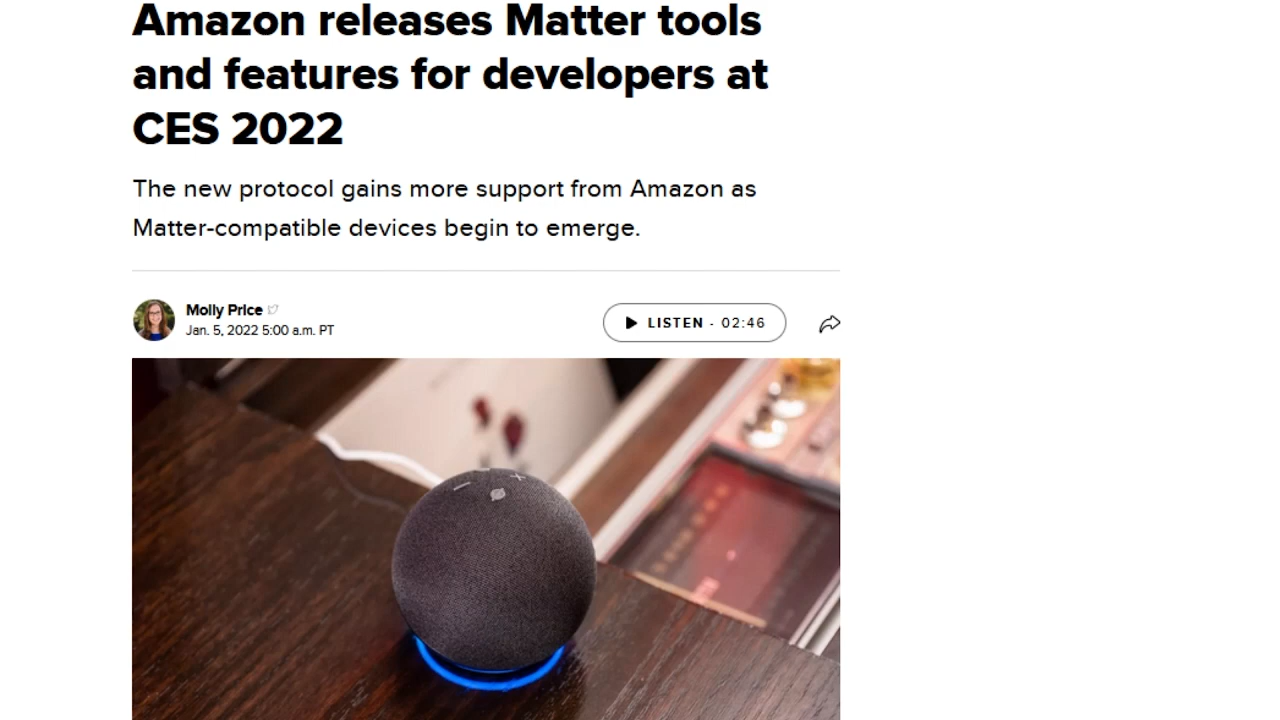 Amazon releases Matter tools
and features for developers at
CES 2022
The new protocol gains more support from Amazon as
Matter-compatible devices begin to emerge.
Molly Price
Jan. 5, 2022 5:00 a.m. PT
LISTEN - 02:46